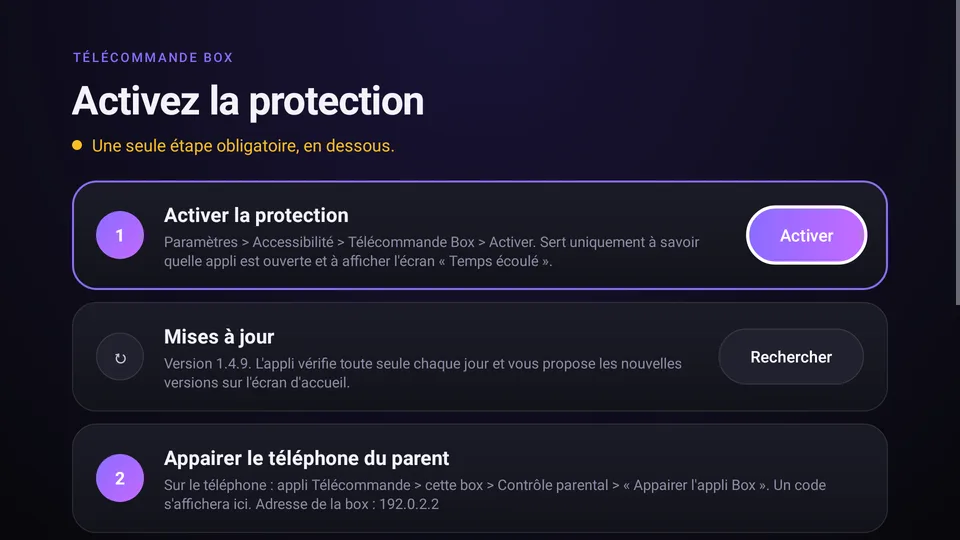 TÉLÉCOMMANDE BOX
Activez la protection
Une seule étape obligatoire, en dessous.
1
Activer la protection
Paramètres > Accessibilité > Télécommande Box > Activer. Sert uniquement à savoir
quelle appli est ouverte et à afficher l'écran « Temps écoulé ».
Activer
↻
Mises à jour
Version 1.4.9. L'appli vérifie toute seule chaque jour et vous propose les nouvelles
versions sur l'écran d'accueil.
Rechercher
2
Appairer le téléphone du parent
Sur le téléphone : appli Télécommande > cette box > Contrôle parental > « Appairer l'appli Box ». Un code
s'affichera ici. Adresse de la box : 192.0.2.2